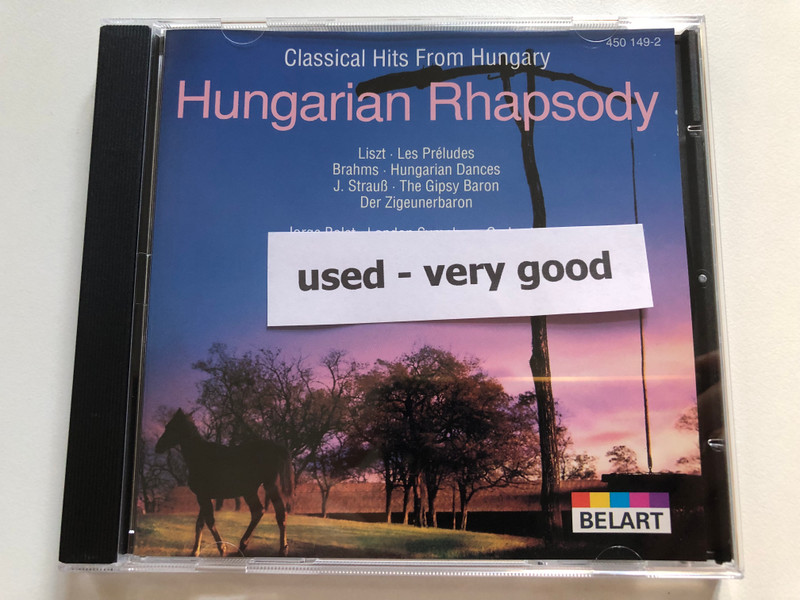 450 149-2
Classical Hits From Hungary
Hungarian Rhapsody
Liszt · Les Préludes
Brahms · Hungarian Dances
J. Strauß · The Gipsy Baron
Der Zigeunerbaron
used - very good
BELART